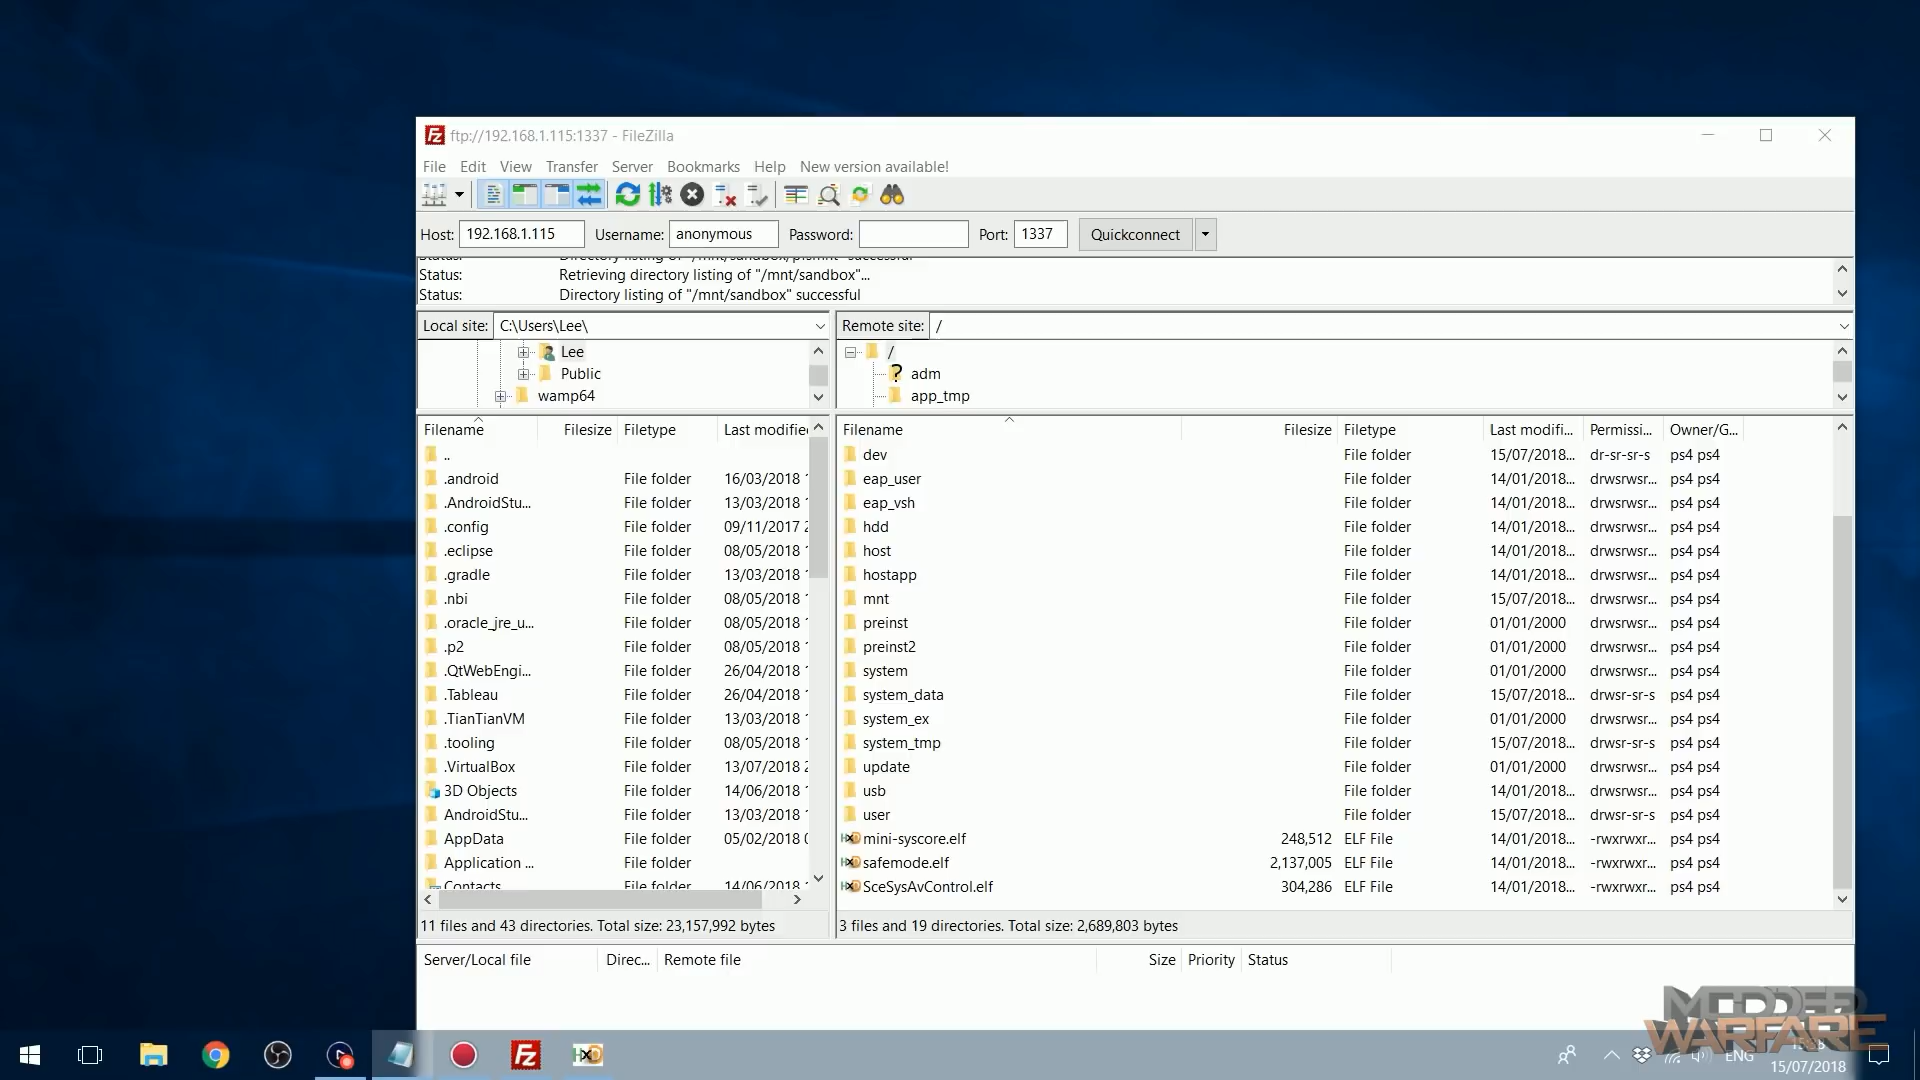 ftp://192.168.1.115:1337 - FileZilla
File Edit View Transfer Server Bookmarks Help New version available!
Host: 192.168.1.115 Username: anonymous Password: Port: 1337 Quickconnect
Status: Retrieving directory listing of "/mnt/sandbox"...
Status: Directory listing of "/mnt/sandbox" successful
Local site: C:\Users\Lee\
Lee
Public
wamp64
Remote site: /
/
adm
app_tmp
Filename Filesize Filetype Last modified
..
.android File folder 16/03/2018
.AndroidStu... File folder 13/03/2018
.config File folder 09/11/2017
.eclipse File folder 08/05/2018
.gradle File folder 13/03/2018
.nbi File folder 08/05/2018
.oracle_jre_u... File folder 08/05/2018
.p2 File folder 08/05/2018
.QtWebEngi... File folder 26/04/2018
.Tableau File folder 26/04/2018
.TianTianVM File folder 13/03/2018
.tooling File folder 08/05/2018
.VirtualBox File folder 13/07/2018
3D Objects File folder 14/06/2018
AndroidStu... File folder 13/03/2018
AppData File folder 05/02/2018
Application ... File folder
Contacts File folder 14/06/2018
11 files and 43 directories. Total size: 23,157,992 bytes
Filename Filesize Filetype Last modifi... Permissi... Owner/G...
dev File folder 15/07/2018... dr-sr-sr-s ps4 ps4
eap_user File folder 14/01/2018... drwsrwsr... ps4 ps4
eap_vsh File folder 14/01/2018... drwsrwsr... ps4 ps4
hdd File folder 14/01/2018... drwsrwsr... ps4 ps4
host File folder 14/01/2018... drwsrwsr... ps4 ps4
hostapp File folder 14/01/2018... drwsrwsr... ps4 ps4
mnt File folder 15/07/2018... drwsrwsr... ps4 ps4
preinst File folder 01/01/2000 drwsrwsr... ps4 ps4
preinst2 File folder 01/01/2000 drwsrwsr... ps4 ps4
system File folder 01/01/2000 drwsrwsr... ps4 ps4
system_data File folder 15/07/2018... drwsr-sr-s ps4 ps4
system_ex File folder 01/01/2000 drwsrwsr... ps4 ps4
system_tmp File folder 15/07/2018... drwsr-sr-s ps4 ps4
update File folder 01/01/2000 drwsrwsr... ps4 ps4
usb File folder 14/01/2018... drwsrwsr... ps4 ps4
user File folder 15/07/2018... drwsr-sr-s ps4 ps4
mini-syscore.elf 248,512 ELF File 14/01/2018... -rwxrwxr... ps4 ps4
safemode.elf 2,137,005 ELF File 14/01/2018... -rwxrwxr... ps4 ps4
SceSysAvControl.elf 304,286 ELF File 14/01/2018... -rwxrwxr... ps4 ps4
3 files and 19 directories. Total size: 2,689,803 bytes
Server/Local file Direc... Remote file Size Priority Status
MODDED
WARFARE
ENG
15/07/2018